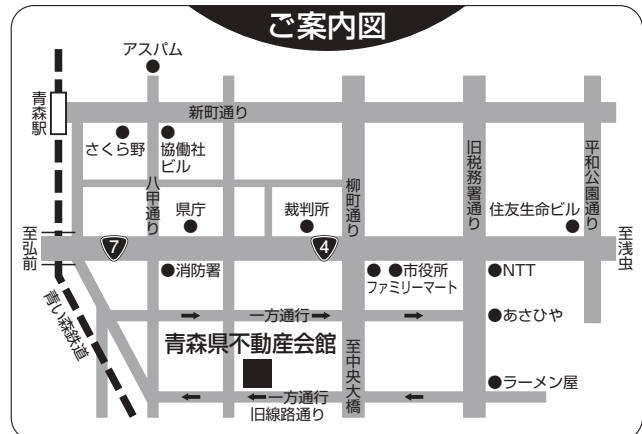 ご案内図
アスパム
青森駅
新町通り
さくら野
協働社
ビル
八甲通り
柳町通り
旧税務署通り
平和公園通り
県庁
裁判所
住友生命ビル
至弘前
7
4
至浅虫
消防署
市役所
ファミリーマート
NTT
青い森鉄道
一方通行
あさひや
青森県不動産会館
至中央大橋
ラーメン屋
一方通行
旧線路通り